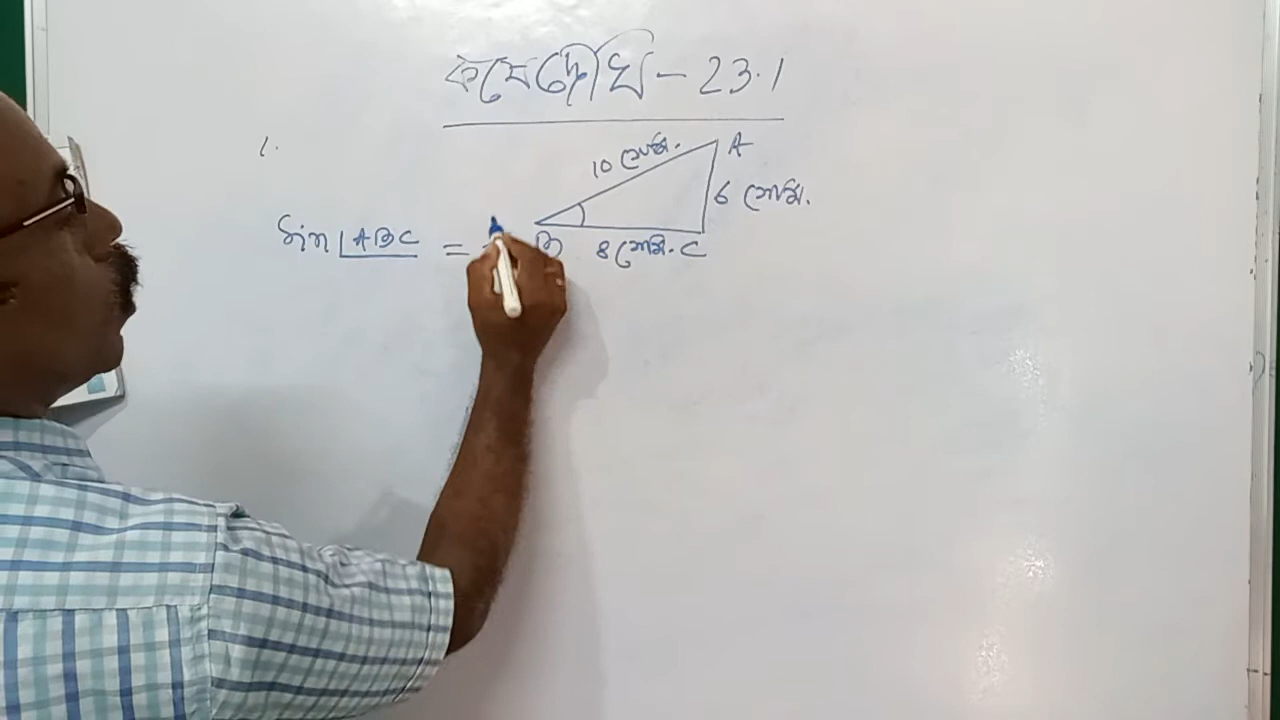 কষে দেখি - 23.1
1.
10 সেমি. A
6 সেমি.
sin ∠ABC =
B 8 সেমি. C